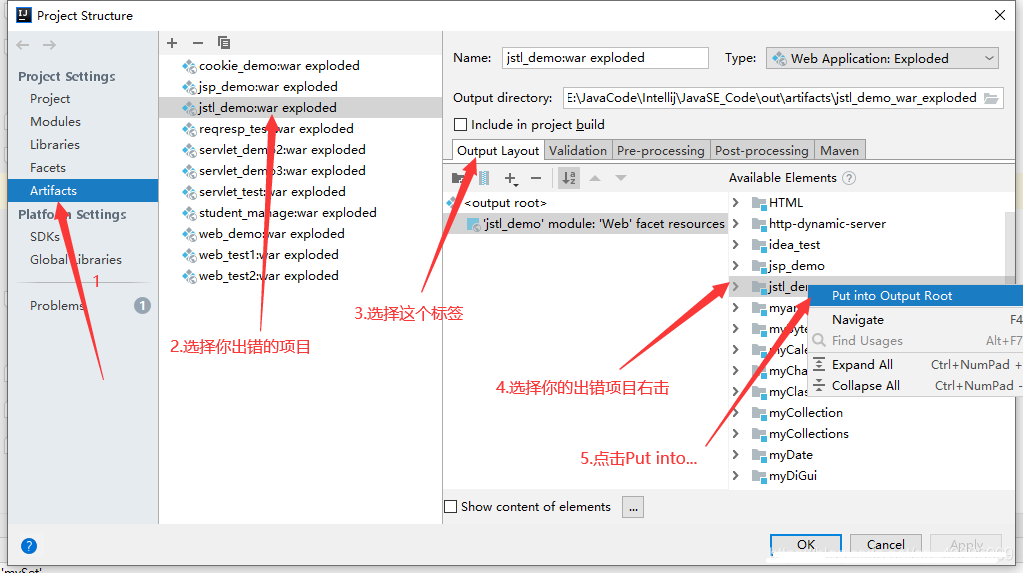 Project Structure
Project Settings
Project
Modules
Libraries
Facets
Artifacts
Platform Settings
SDKs
Global Libraries
Problems
1
1
cookie_demo:war exploded
jsp_demo:war exploded
jstl_demo:war exploded
reqresp_test:war exploded
servlet_demo2:war exploded
servlet_demo3:war exploded
servlet_test:war exploded
student_manage:war exploded
web_demo:war exploded
web_test1:war exploded
web_test2:war exploded
2.选择你出错的项目
Name: jstl_demo:war exploded Type: Web Application: Exploded
Output directory: E:\JavaCode\Intellij\JavaSE_Code\out\artifacts\jstl_demo_war_exploded
Include in project build
Output Layout Validation Pre-processing Post-processing Maven
Available Elements ?
<output root>
'jstl_demo' module: 'Web' facet resources
3.选择这个标签
4.选择你的出错项目右击
5.点击Put into...
HTML
http-dynamic-server
idea_test
jsp_demo
jstl_de
myar
myByte
myCale
myCha
myClas
myCollection
myCollections
myDate
myDiGui
Put into Output Root
Navigate F4
Find Usages Alt+F7
Expand All Ctrl+NumPad +
Collapse All Ctrl+NumPad -
Show content of elements ...
?
OK Cancel Apply
'mySet'